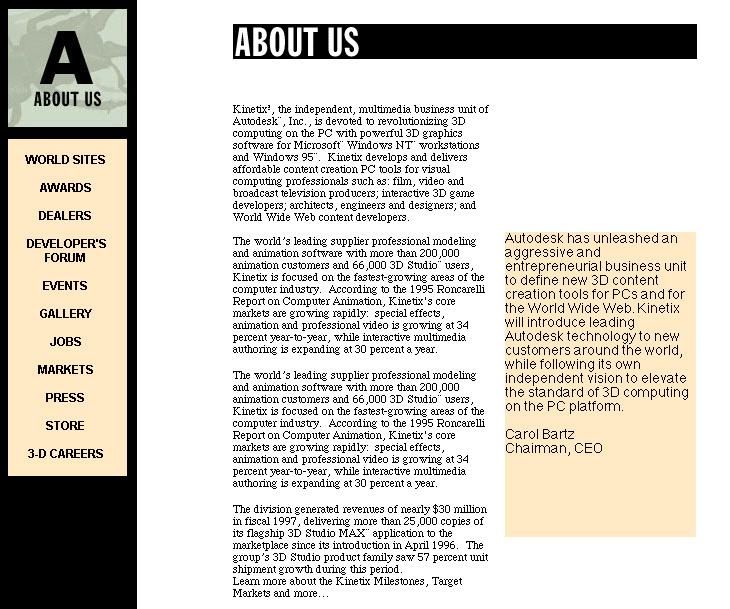 A
ABOUT US
WORLD SITES
AWARDS
DEALERS
DEVELOPER'S
FORUM
EVENTS
GALLERY
JOBS
MARKETS
PRESS
STORE
3-D CAREERS
ABOUT US
Kinetix², the independent, multimedia business unit of
Autodesk¨, Inc., is devoted to revolutionizing 3D
computing on the PC with powerful 3D graphics
software for Microsoft¨ Windows NT¨ workstations
and Windows 95¨.  Kinetix develops and delivers
affordable content creation PC tools for visual
computing professionals such as: film, video and
broadcast television producers; interactive 3D game
developers; architects, engineers and designers; and
World Wide Web content developers.
The world's leading supplier professional modeling
and animation software with more than 200,000
animation customers and 66,000 3D Studio¨ users,
Kinetix is focused on the fastest-growing areas of the
computer industry.  According to the 1995 Roncarelli
Report on Computer Animation, Kinetix's core
markets are growing rapidly:  special effects,
animation and professional video is growing at 34
percent year-to-year, while interactive multimedia
authoring is expanding at 30 percent a year.
The world's leading supplier professional modeling
and animation software with more than 200,000
animation customers and 66,000 3D Studio¨ users,
Kinetix is focused on the fastest-growing areas of the
computer industry.  According to the 1995 Roncarelli
Report on Computer Animation, Kinetix's core
markets are growing rapidly:  special effects,
animation and professional video is growing at 34
percent year-to-year, while interactive multimedia
authoring is expanding at 30 percent a year.
The division generated revenues of nearly $30 million
in fiscal 1997, delivering more than 25,000 copies of
its flagship 3D Studio MAX¨ application to the
marketplace since its introduction in April 1996.  The
group's 3D Studio product family saw 57 percent unit
shipment growth during this period.
Learn more about the Kinetix Milestones, Target
Markets and more...
Autodesk has unleashed an
aggressive and
entrepreneurial business unit
to define new 3D content
creation tools for PCs and for
the World Wide Web. Kinetix
will introduce leading
Autodesk technology to new
customers around the world,
while following its own
independent vision to elevate
the standard of 3D computing
on the PC platform.
Carol Bartz
Chairman, CEO